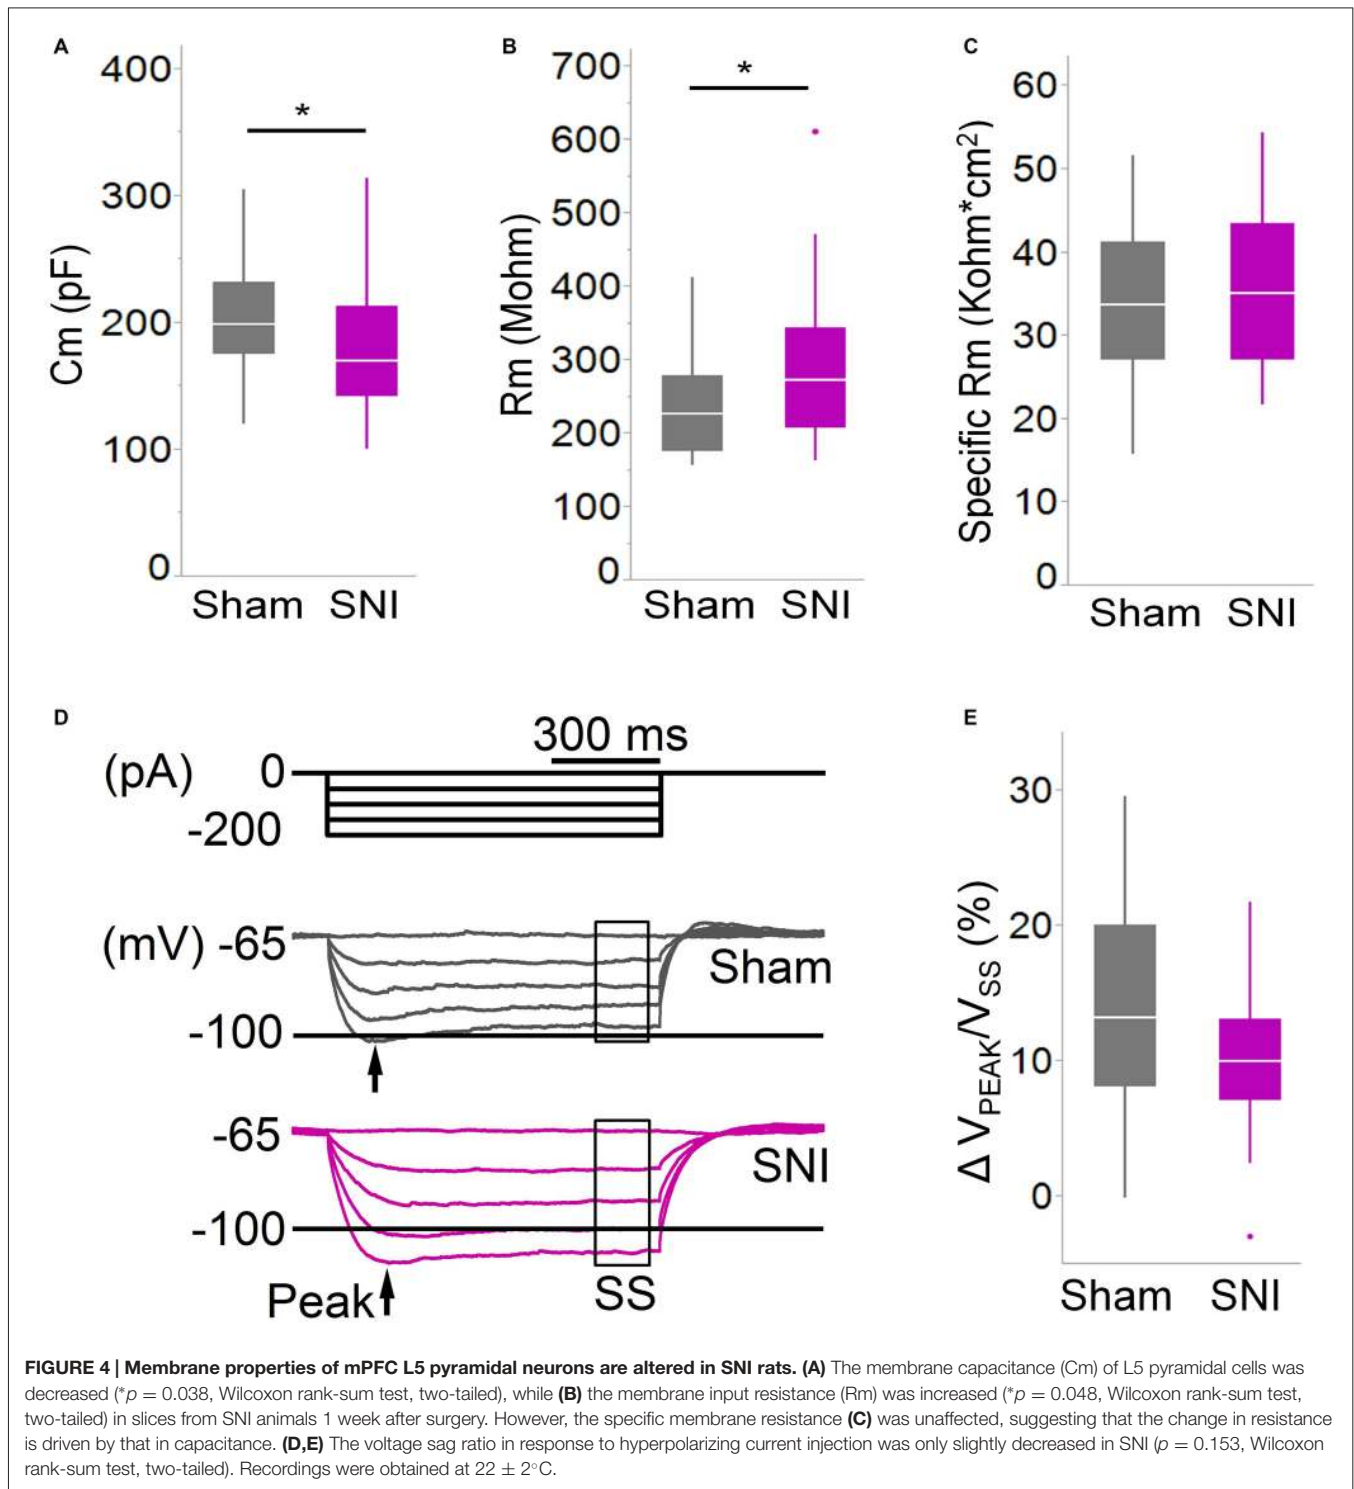 A
400
300
200
100
0
Cm (pF)
*
Sham SNI
B
700
600
500
400
300
200
100
0
Rm (Mohm)
*
Sham SNI
C
60
50
40
30
20
10
0
Specific Rm (Kohm*cm²)
Sham SNI
D
300 ms
(pA) 0
-200
(mV) -65
Sham
-100
-65
SNI
-100
Peak
SS
E
30
20
10
0
Δ V_PEAK/V_SS (%)
Sham SNI
FIGURE 4 | Membrane properties of mPFC L5 pyramidal neurons are altered in SNI rats. (A) The membrane capacitance (Cm) of L5 pyramidal cells was
decreased (*p = 0.038, Wilcoxon rank-sum test, two-tailed), while (B) the membrane input resistance (Rm) was increased (*p = 0.048, Wilcoxon rank-sum test,
two-tailed) in slices from SNI animals 1 week after surgery. However, the specific membrane resistance (C) was unaffected, suggesting that the change in resistance
is driven by that in capacitance. (D,E) The voltage sag ratio in response to hyperpolarizing current injection was only slightly decreased in SNI (p = 0.153, Wilcoxon
rank-sum test, two-tailed). Recordings were obtained at 22 ± 2°C.